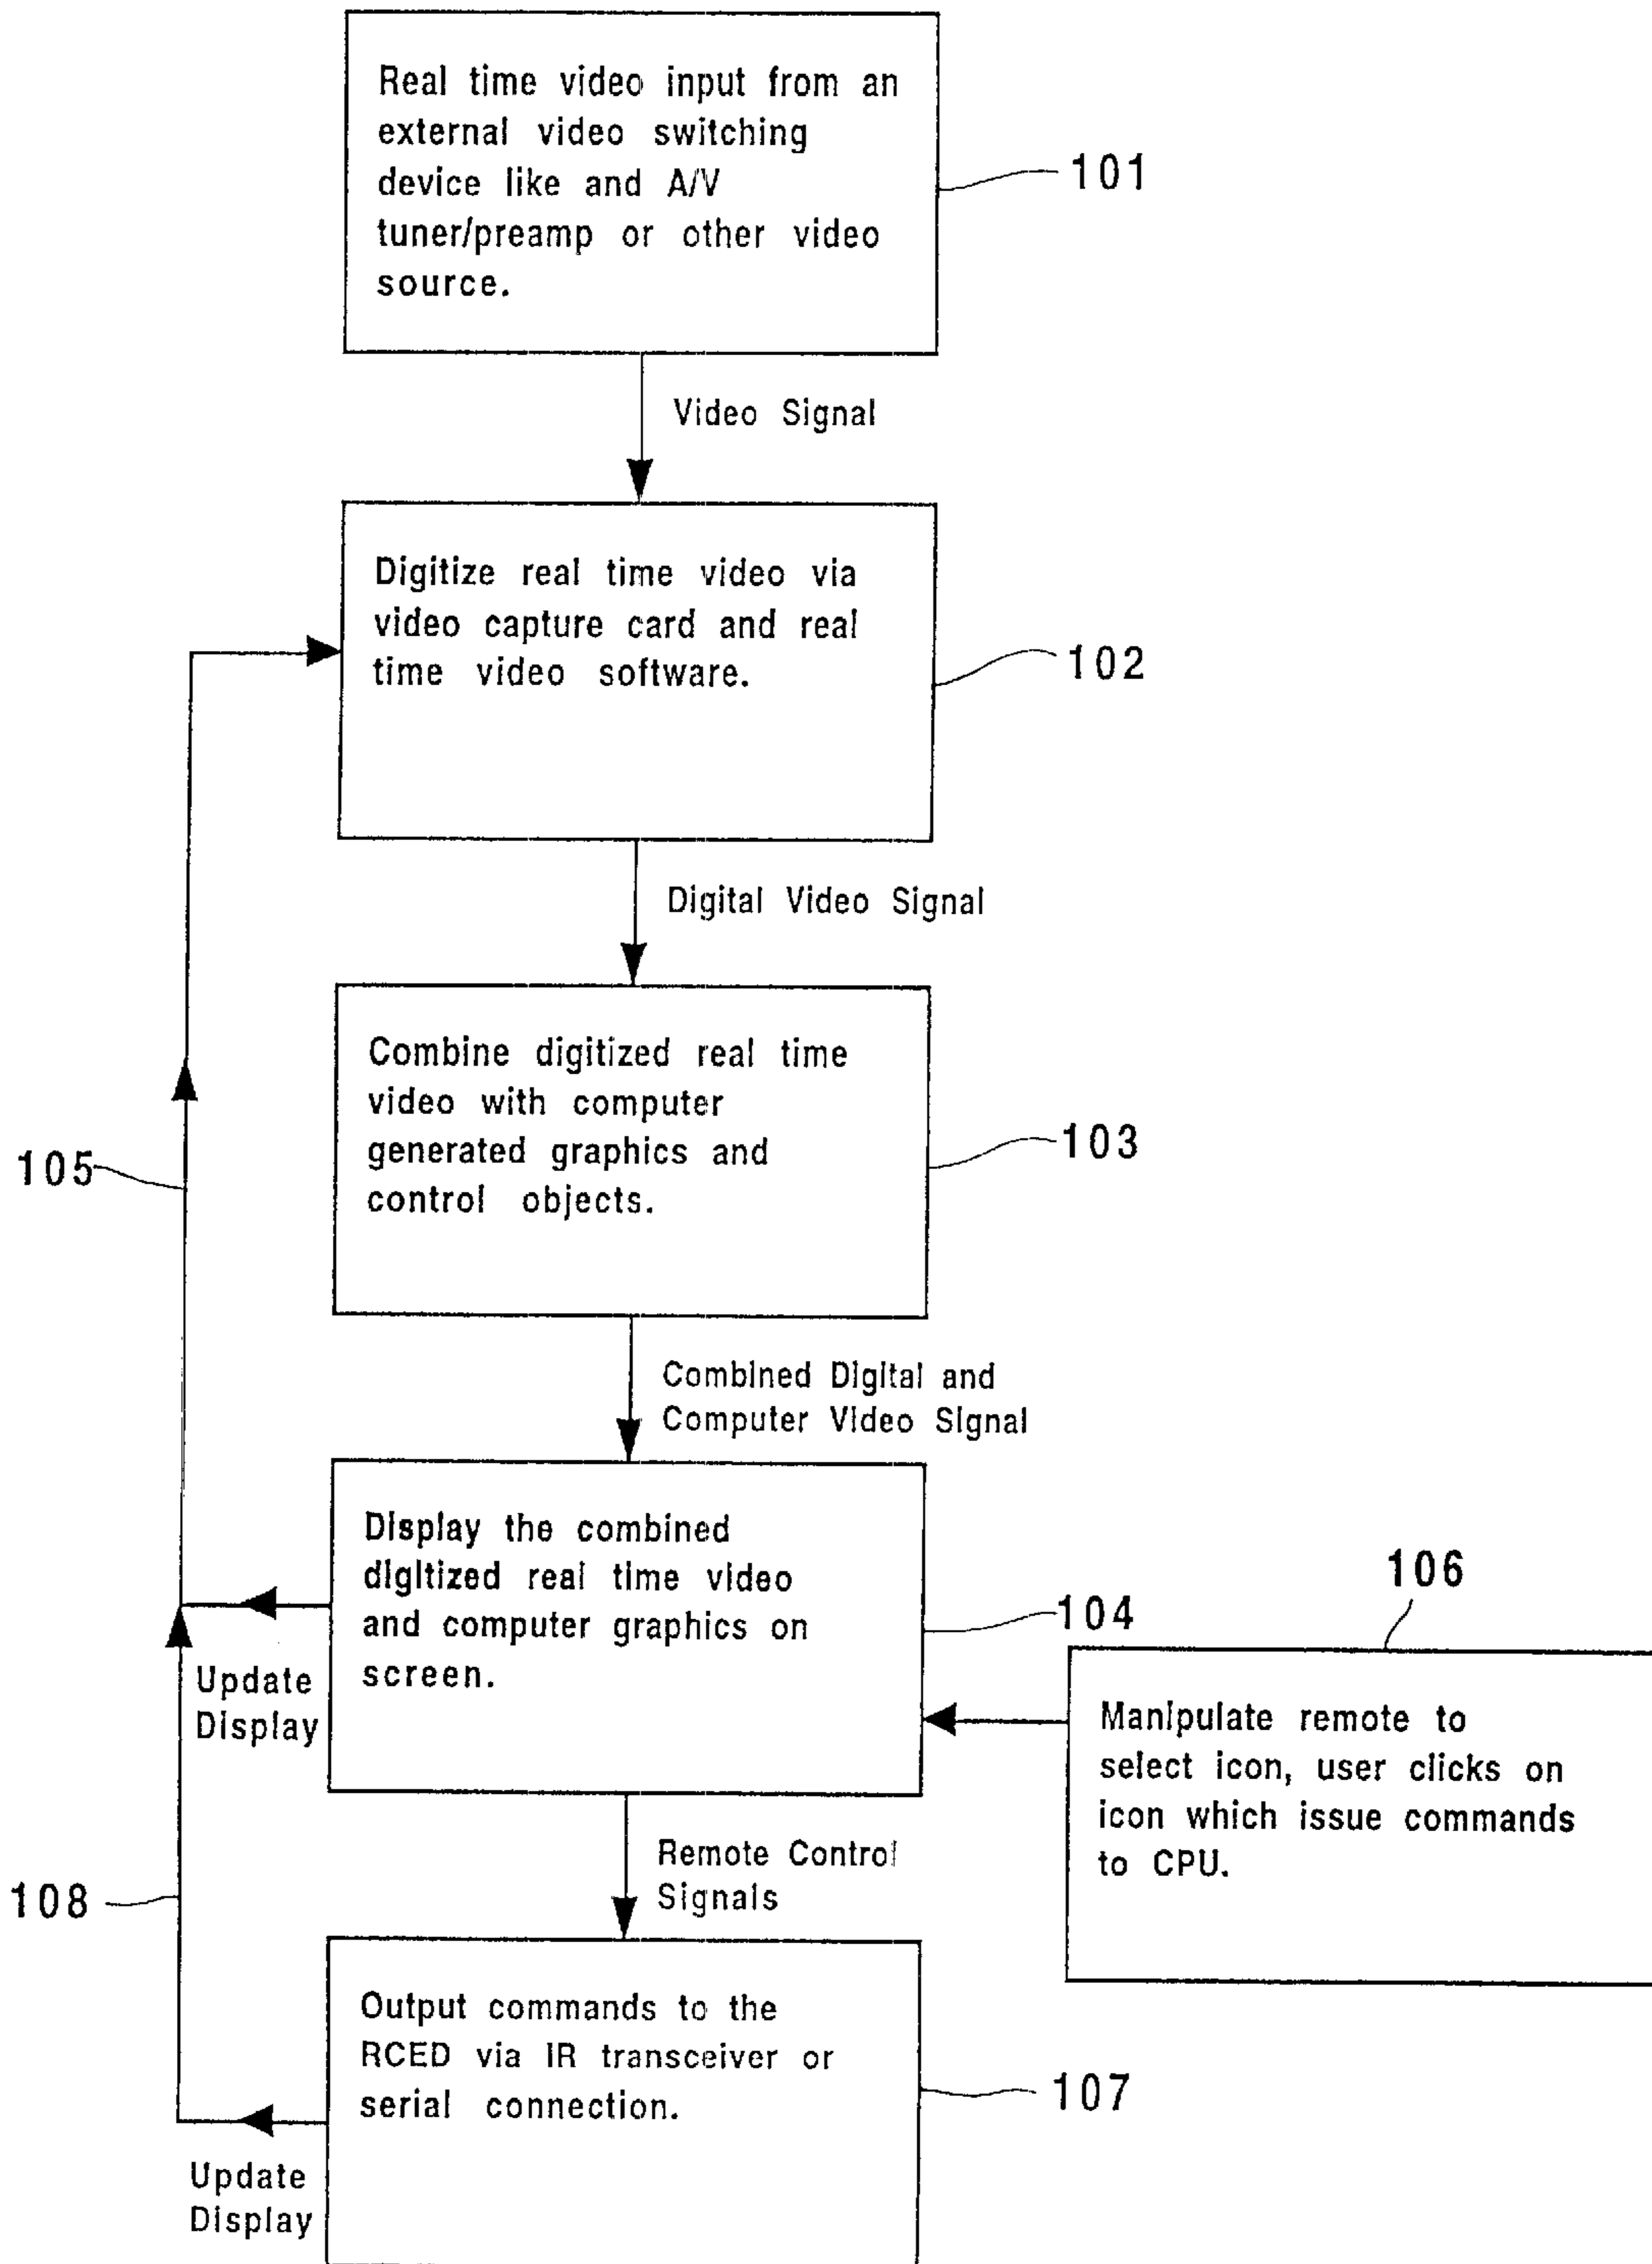 Real time video input from an
external video switching
device like and A/V
tuner/preamp or other video
source.
101
Video Signal
Digitize real time video via
video capture card and real
time video software.
102
Digital Video Signal
Combine digitized real time
video with computer
generated graphics and
control objects.
103
105
Combined Digital and
Computer Video Signal
Display the combined
digitized real time video
and computer graphics on
screen.
104
106
Update
Display
Manipulate remote to
select icon, user clicks on
icon which issue commands
to CPU.
Remote Control
Signals
108
Output commands to the
RCED via IR transceiver or
serial connection.
107
Update
Display